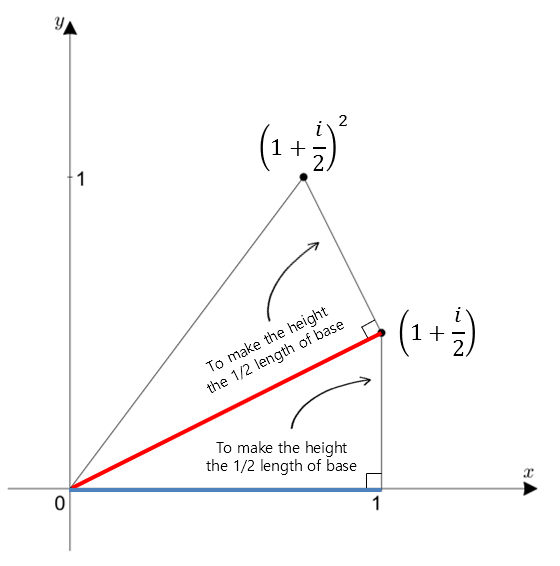 y
(1 + i/2)²
1
To make the height
the 1/2 length of base
(1 + i/2)
To make the height
the 1/2 length of base
x
0
1